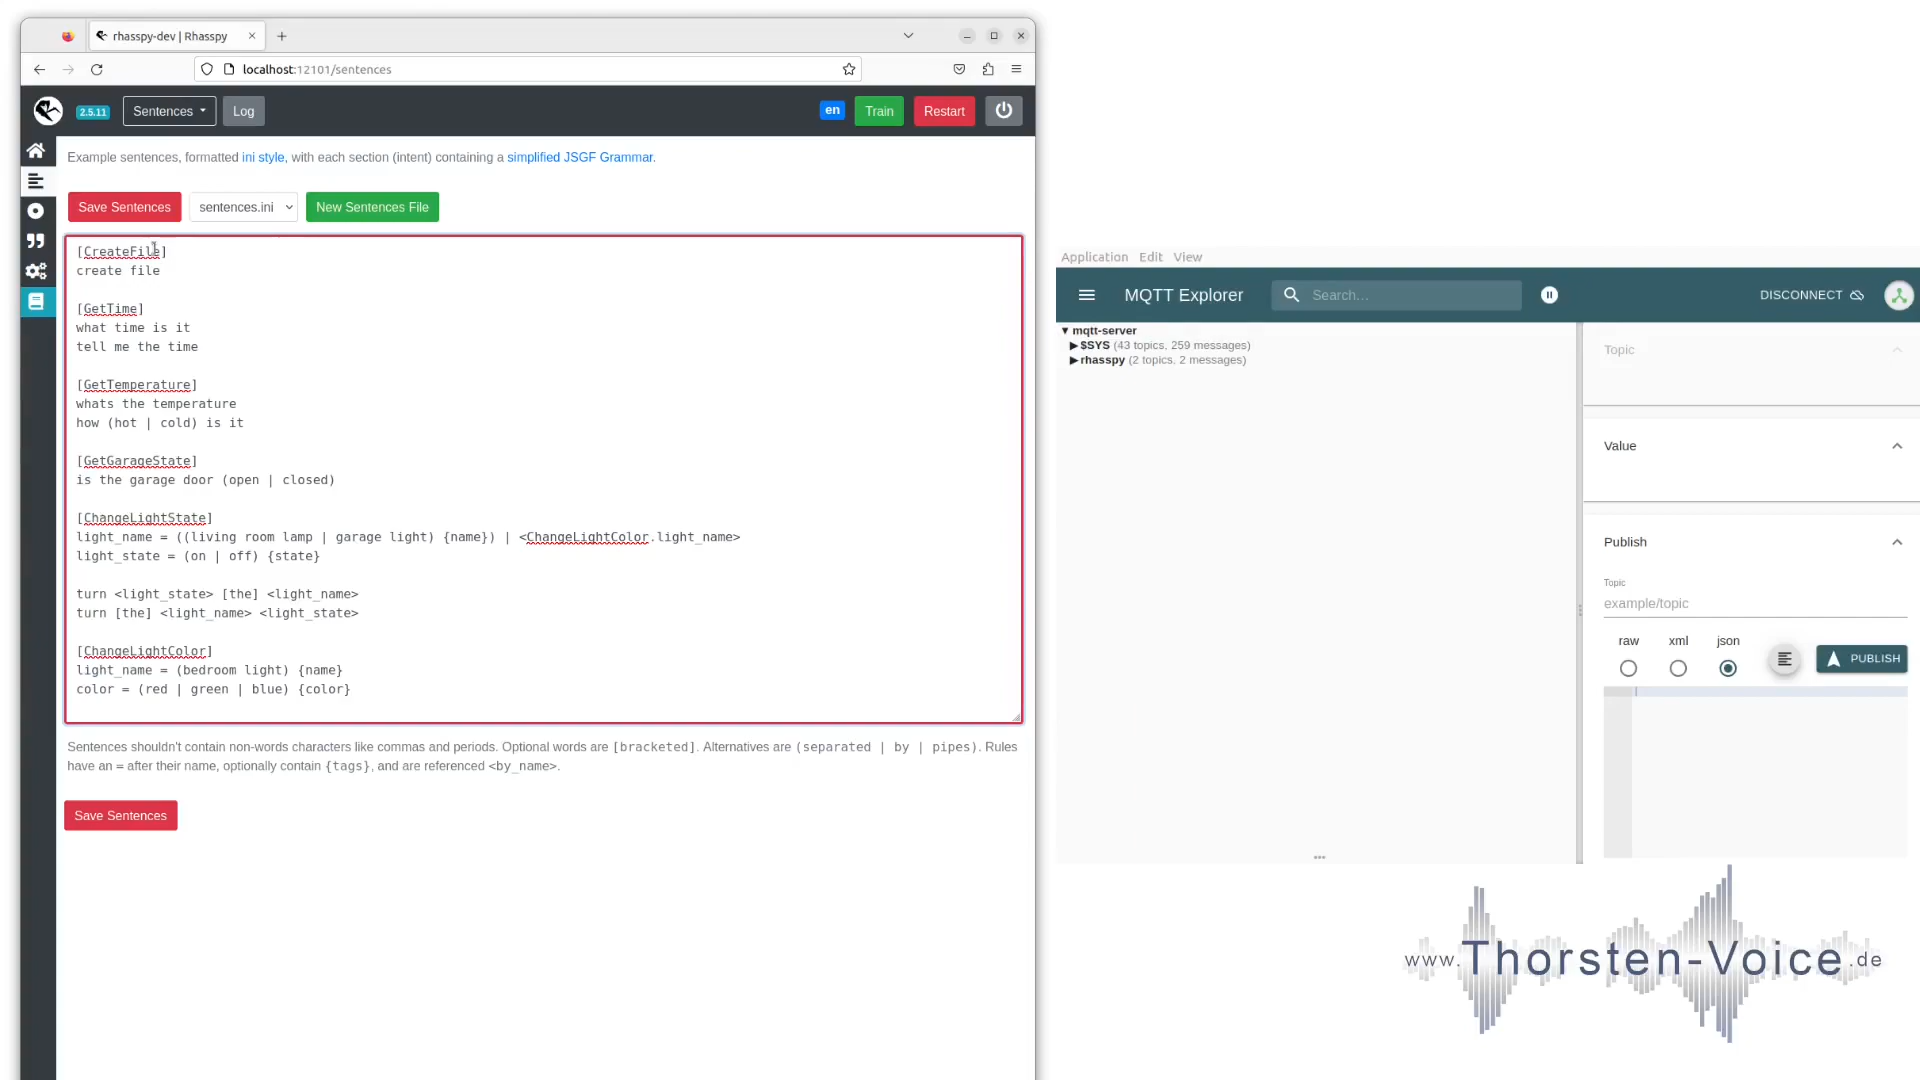 rhasspy-dev | Rhasspy
localhost:12101/sentences
2.5.11
Sentences
Log
en
Train
Restart
Example sentences, formatted ini style, with each section (intent) containing a simplified JSGF Grammar.
Save Sentences
sentences.ini
New Sentences File
[CreateFile]
create file
[GetTime]
what time is it
tell me the time
[GetTemperature]
whats the temperature
how (hot | cold) is it
[GetGarageState]
is the garage door (open | closed)
[ChangeLightState]
light_name = ((living room lamp | garage light) {name}) | <ChangeLightColor.light_name>
light_state = (on | off) {state}
turn <light_state> [the] <light_name>
turn [the] <light_name> <light_state>
[ChangeLightColor]
light_name = (bedroom light) {name}
color = (red | green | blue) {color}
Sentences shouldn't contain non-words characters like commas and periods. Optional words are [bracketed]. Alternatives are (separated | by | pipes). Rules
have an = after their name, optionally contain {tags}, and are referenced <by_name>.
Save Sentences
Application Edit View
MQTT Explorer
Search...
DISCONNECT
mqtt-server
$SYS (43 topics, 259 messages)
rhasspy (2 topics, 2 messages)
Topic
Value
Publish
Topic
example/topic
raw xml json
PUBLISH
www.Thorsten-Voice.de